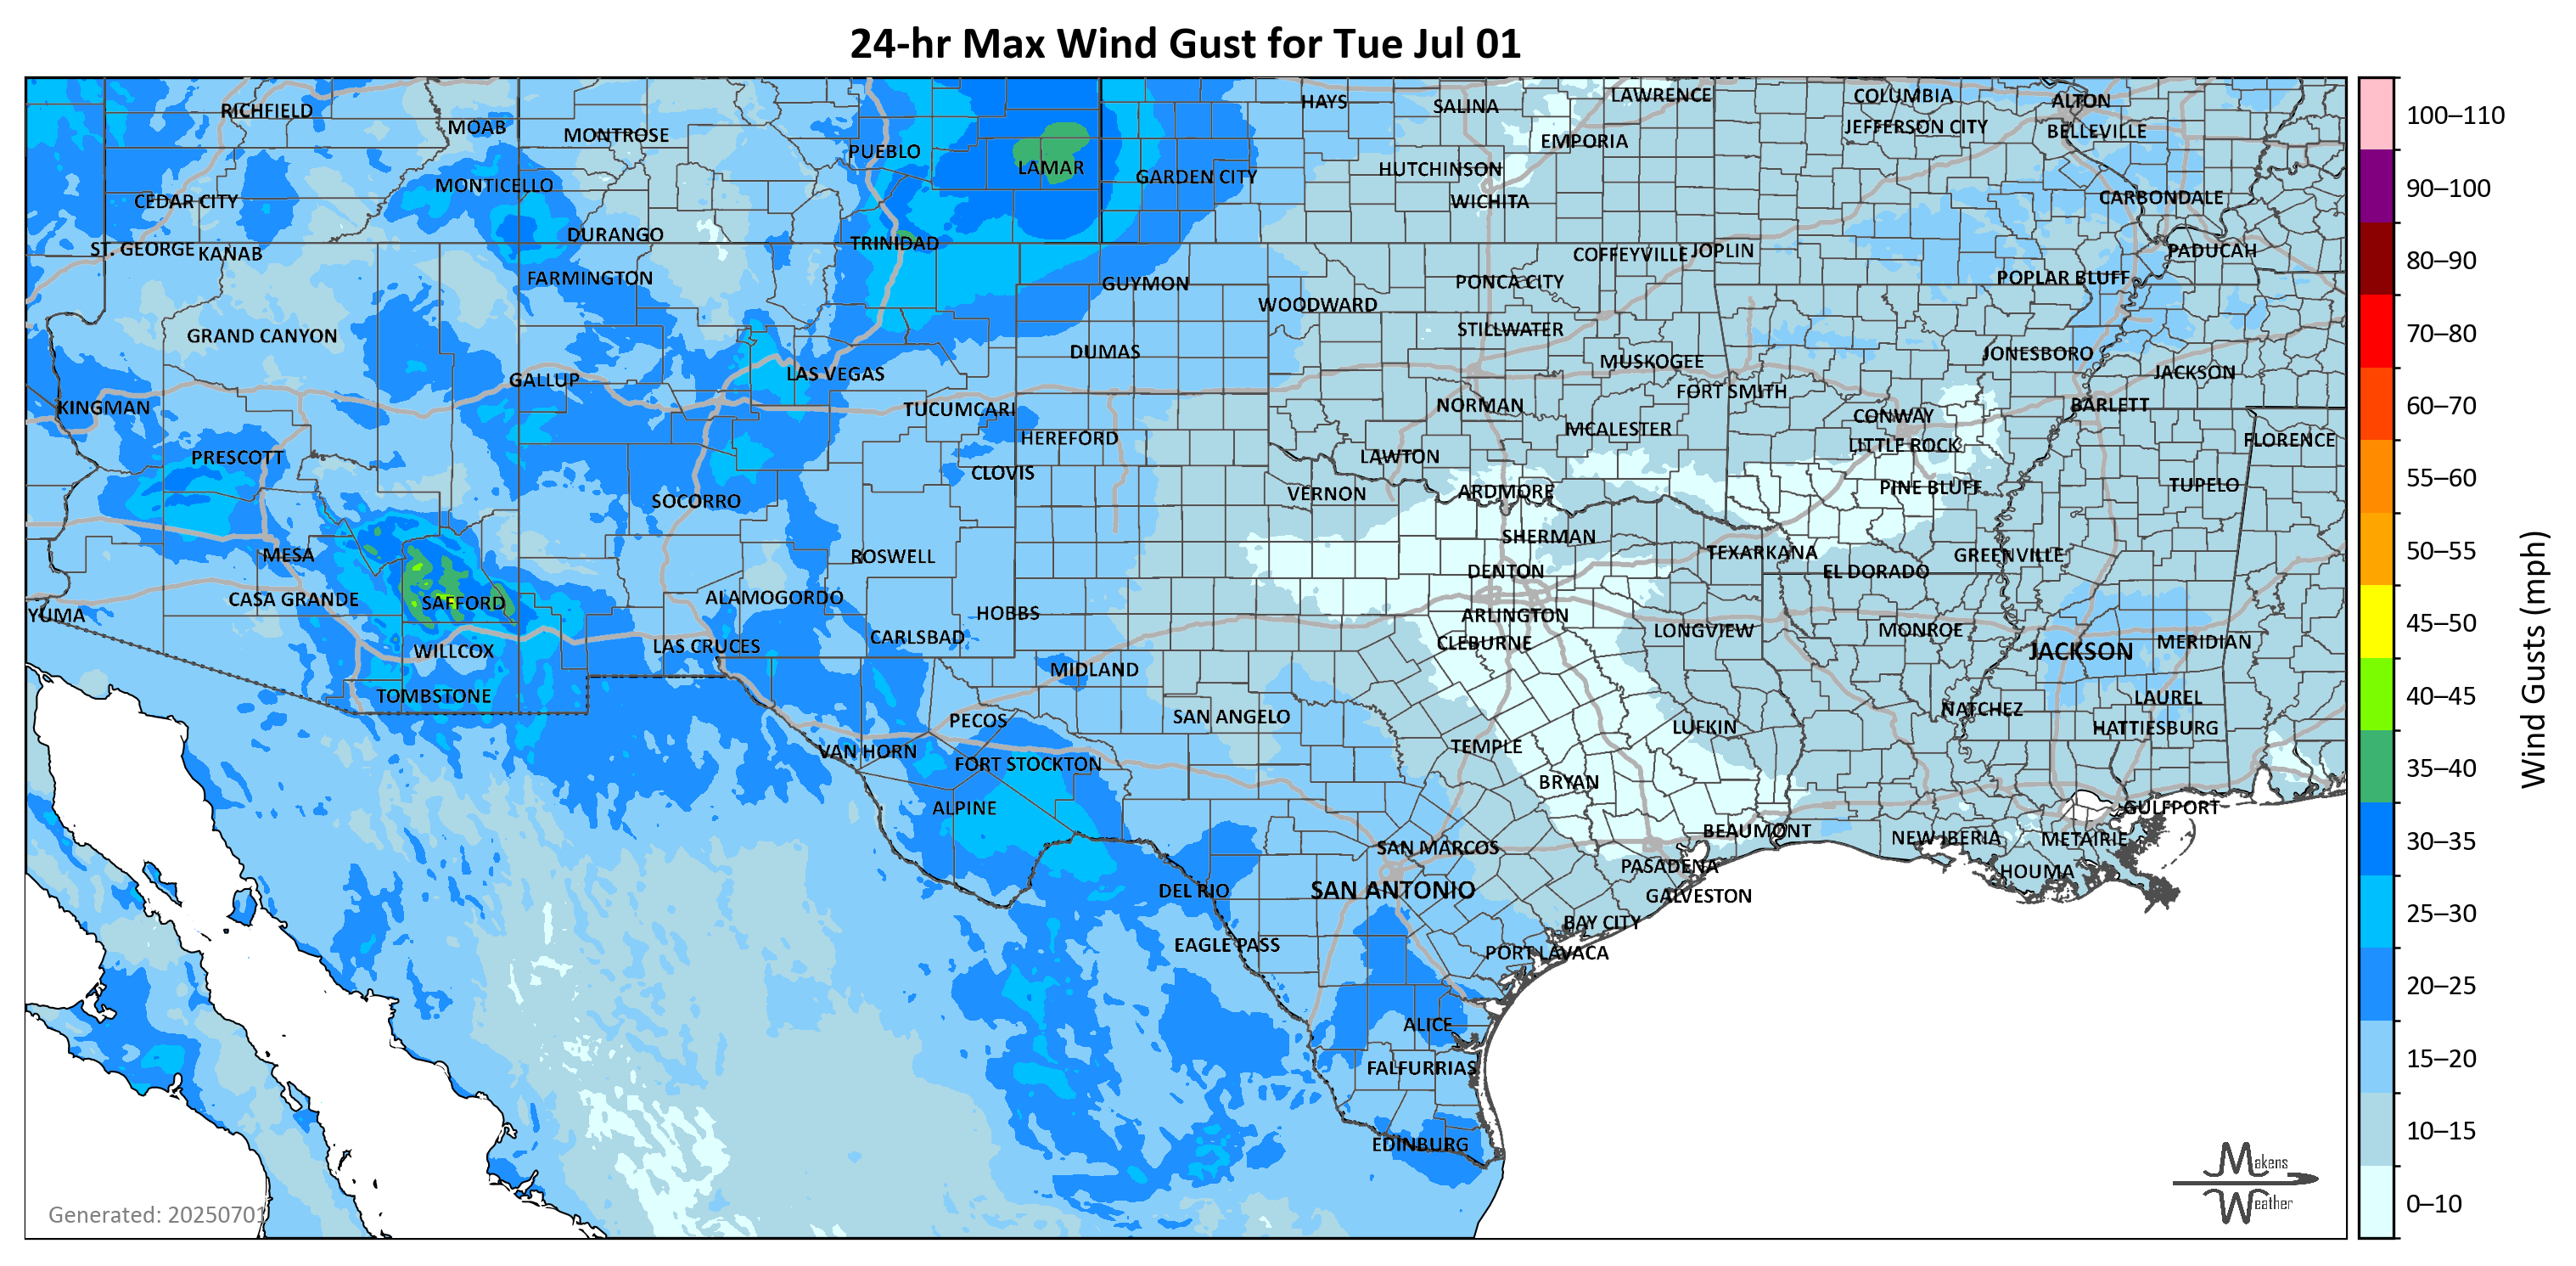 24-hr Max Wind Gust for Tue Jul 01
RICHFIELD
MOAB
MONTROSE
PUEBLO
LAMAR
GARDEN CITY
HAYS
SALINA
LAWRENCE
EMPORIA
HUTCHINSON
WICHITA
COLUMBIA
JEFFERSON CITY
ALTON
BELLEVILLE
CARBONDALE
PADUCAH
CEDAR CITY
MONTICELLO
DURANGO
TRINIDAD
ST. GEORGE
KANAB
FARMINGTON
GUYMON
WOODWARD
PONCA CITY
COFFEYVILLE
JOPLIN
POPLAR BLUFF
GRAND CANYON
DUMAS
STILLWATER
MUSKOGEE
JONESBORO
JACKSON
GALLUP
LAS VEGAS
KINGMAN
TUCUMCARI
NORMAN
FORT SMITH
CONWAY
BARLETT
HEREFORD
MCALESTER
LITTLE ROCK
FLORENCE
PRESCOTT
CLOVIS
LAWTON
SOCORRO
VERNON
ARDMORE
PINE BLUFF
TUPELO
MESA
ROSWELL
SHERMAN
TEXARKANA
GREENVILLE
DENTON
EL DORADO
YUMA
CASA GRANDE
SAFFORD
ALAMOGORDO
HOBBS
ARLINGTON
CLEBURNE
LONGVIEW
MONROE
JACKSON
MERIDIAN
WILLCOX
LAS CRUCES
CARLSBAD
MIDLAND
TOMBSTONE
PECOS
SAN ANGELO
LUFKIN
NATCHEZ
LAUREL
HATTIESBURG
VAN HORN
FORT STOCKTON
TEMPLE
BRYAN
ALPINE
GULFPORT
SAN MARCOS
BEAUMONT
NEW IBERIA
METAIRIE
DEL RIO
SAN ANTONIO
PASADENA
GALVESTON
HOUMA
EAGLE PASS
BAY CITY
PORT LAVACA
ALICE
FALFURRIAS
EDINBURG
Generated: 20250701
Makens
Weather
100–110
90–100
80–90
70–80
60–70
55–60
50–55
45–50
40–45
35–40
30–35
25–30
20–25
15–20
10–15
0–10
Wind Gusts (mph)